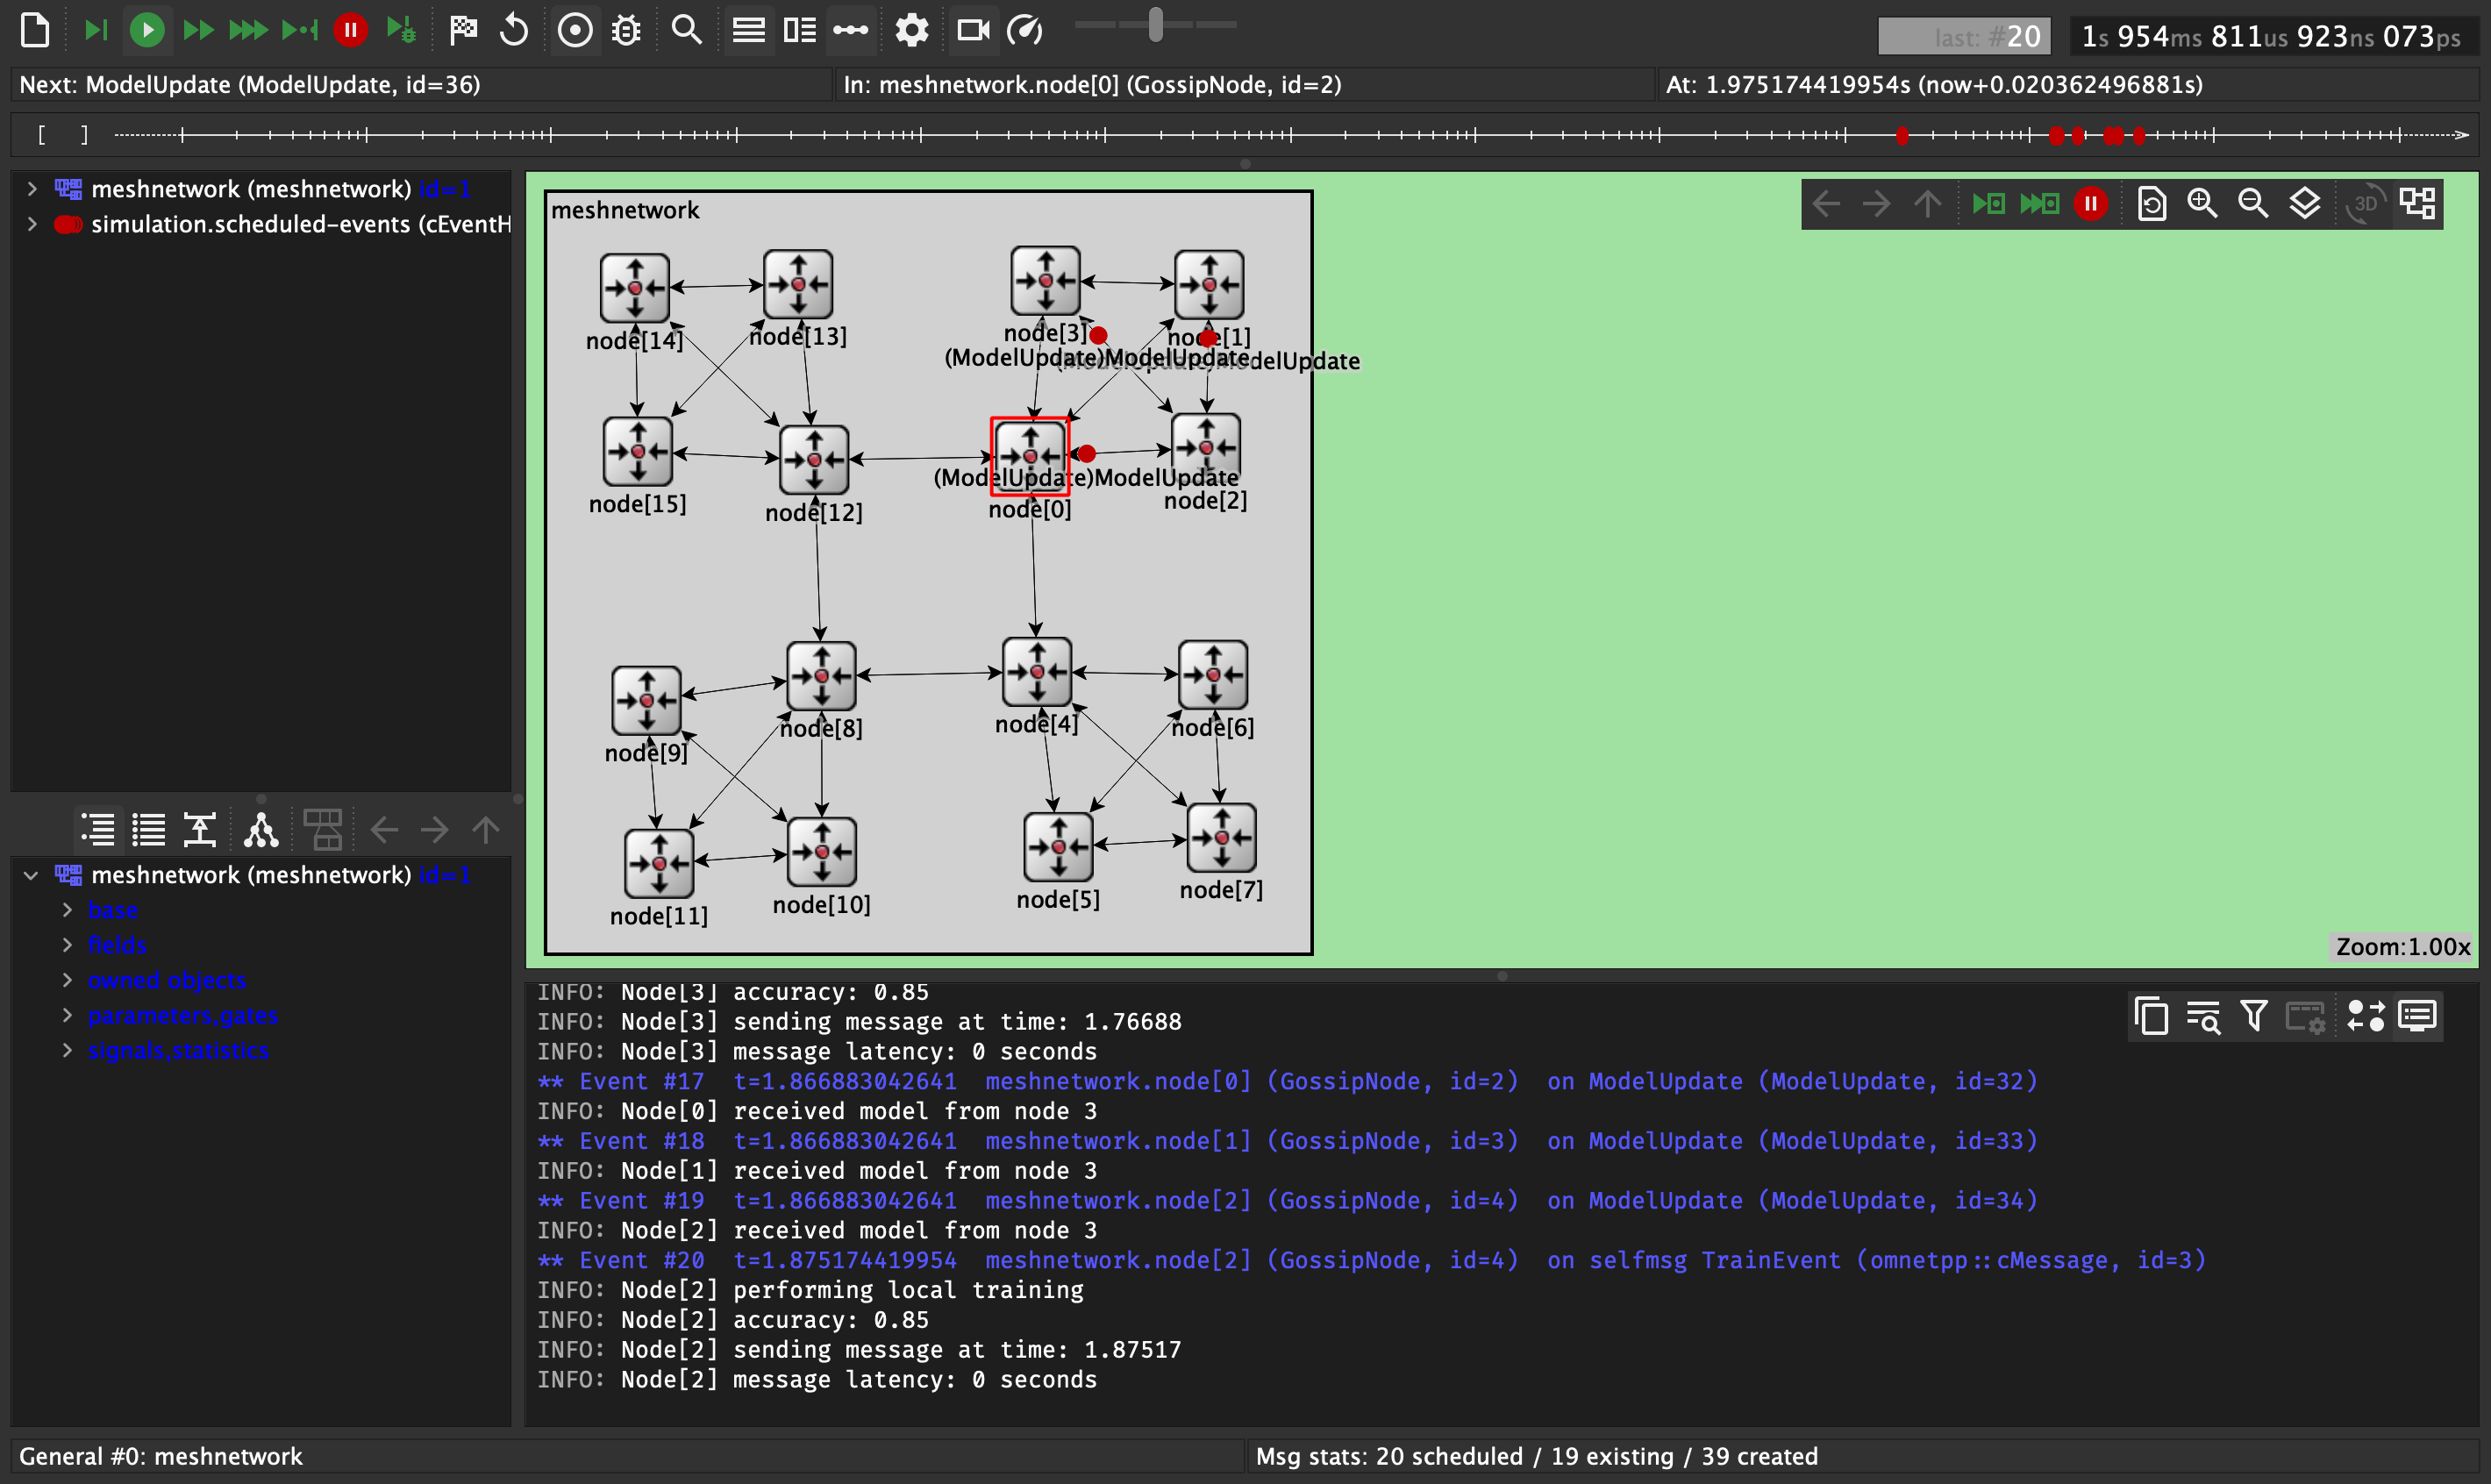 last: #20
1s 954ms 811us 923ns 073ps
Next: ModelUpdate (ModelUpdate, id=36)
In: meshnetwork.node[0] (GossipNode, id=2)
At: 1.975174419954s (now+0.020362496881s)
[ ]
meshnetwork (meshnetwork) id=1
simulation.scheduled-events (cEventH
meshnetwork
3D
node[14]
node[13]
node[3]
node[1]
(ModelUpdate)ModelUpdate
delUpdate
node[15]
node[12]
(ModelUpdate)ModelUpdate
node[0]
node[2]
node[9]
node[8]
node[4]
node[6]
node[11]
node[10]
node[5]
node[7]
Zoom:1.00x
meshnetwork (meshnetwork) id=1
base
fields
owned objects
parameters,gates
signals,statistics
INFO: Node[3] accuracy: 0.85
INFO: Node[3] sending message at time: 1.76688
INFO: Node[3] message latency: 0 seconds
** Event #17 t=1.866883042641 meshnetwork.node[0] (GossipNode, id=2) on ModelUpdate (ModelUpdate, id=32)
INFO: Node[0] received model from node 3
** Event #18 t=1.866883042641 meshnetwork.node[1] (GossipNode, id=3) on ModelUpdate (ModelUpdate, id=33)
INFO: Node[1] received model from node 3
** Event #19 t=1.866883042641 meshnetwork.node[2] (GossipNode, id=4) on ModelUpdate (ModelUpdate, id=34)
INFO: Node[2] received model from node 3
** Event #20 t=1.875174419954 meshnetwork.node[2] (GossipNode, id=4) on selfmsg TrainEvent (omnetpp::cMessage, id=3)
INFO: Node[2] performing local training
INFO: Node[2] accuracy: 0.85
INFO: Node[2] sending message at time: 1.87517
INFO: Node[2] message latency: 0 seconds
General #0: meshnetwork
Msg stats: 20 scheduled / 19 existing / 39 created